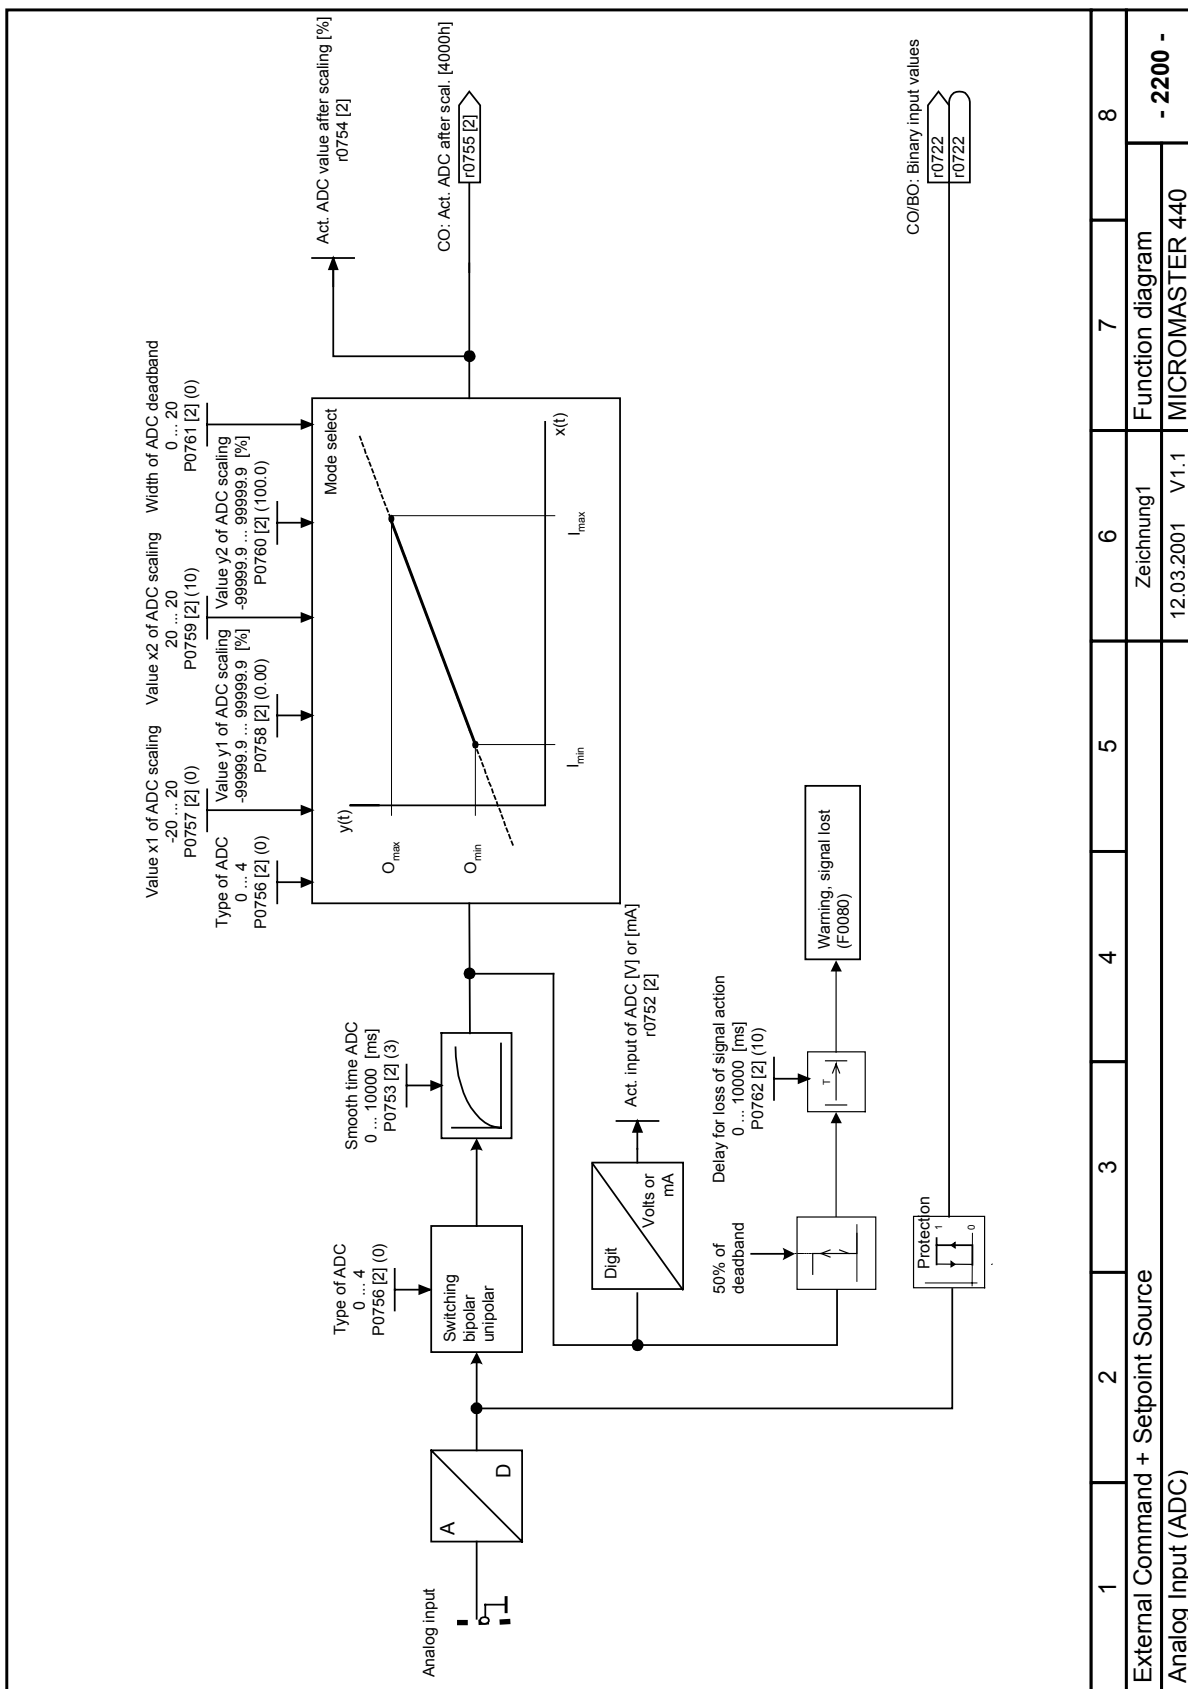 Analog input
A
D
Type of ADC
0 ... 4
P0756 [2] (0)
Switching
bipolar
unipolar
Smooth time ADC
0 ... 10000 [ms]
P0753 [2] (3)
Digit
Volts or
mA
Act. input of ADC [V] or [mA]
r0752 [2]
50% of
deadband
Delay for loss of signal action
0 ... 10000 [ms]
P0762 [2] (10)
T
Warning, signal lost
(F0080)
Protection
1
0
Type of ADC
0 ... 4
P0756 [2] (0)
Value x1 of ADC scaling
-20 ... 20
P0757 [2] (0)
Value y1 of ADC scaling
-99999.9 ... 99999.9 [%]
P0758 [2] (0.00)
Value x2 of ADC scaling
20 ... 20
P0759 [2] (10)
Value y2 of ADC scaling
-99999.9 ... 99999.9 [%]
P0760 [2] (100.0)
Width of ADC deadband
0 ... 20
P0761 [2] (0)
Mode select
y(t)
x(t)
Omax
Omin
Imin
Imax
Act. ADC value after scaling [%]
r0754 [2]
CO: Act. ADC after scal. [4000h]
r0755 [2]
CO/BO: Binary input values
r0722
r0722
1 2 3 4 5 6 7 8
External Command + Setpoint Source
Zeichnung1
Function diagram
- 2200 -
Analog Input (ADC)
12.03.2001 V1.1
MICROMASTER 440